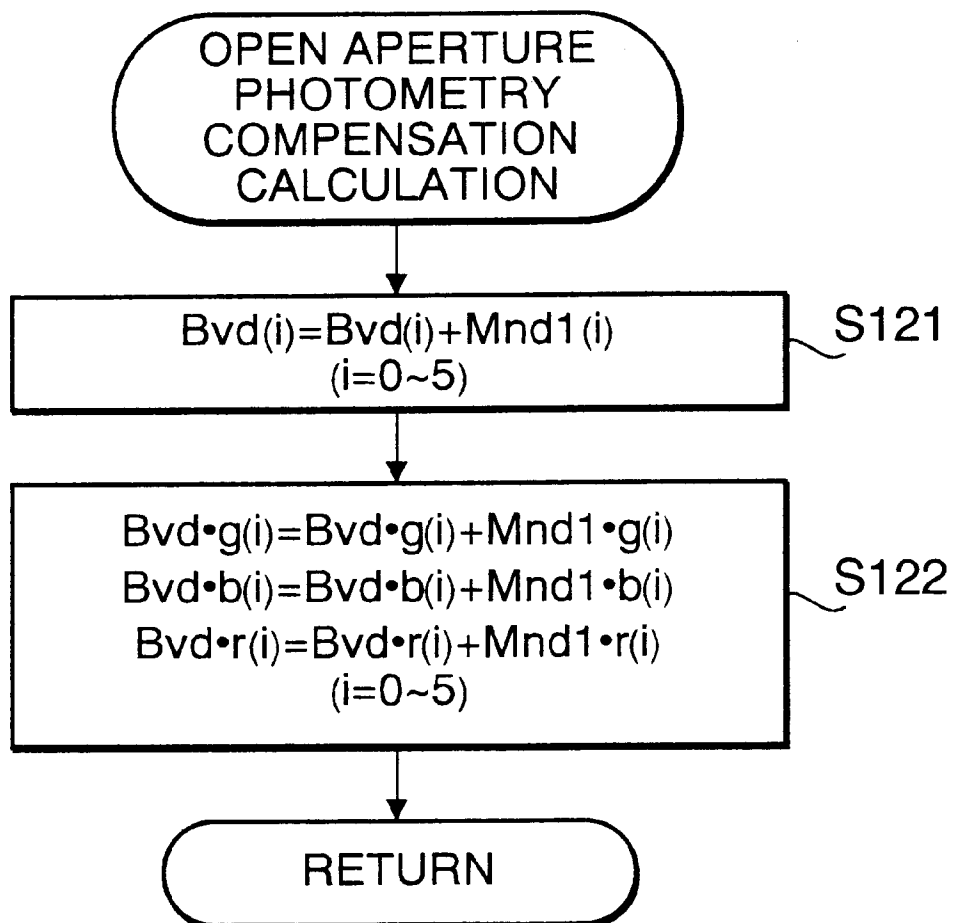 OPEN APERTURE
PHOTOMETRY
COMPENSATION
CALCULATION
Bvd(i)=Bvd(i)+Mnd1(i)
(i=0~5)
S121
Bvd•g(i)=Bvd•g(i)+Mnd1•g(i)
Bvd•b(i)=Bvd•b(i)+Mnd1•b(i)
Bvd•r(i)=Bvd•r(i)+Mnd1•r(i)
(i=0~5)
S122
RETURN